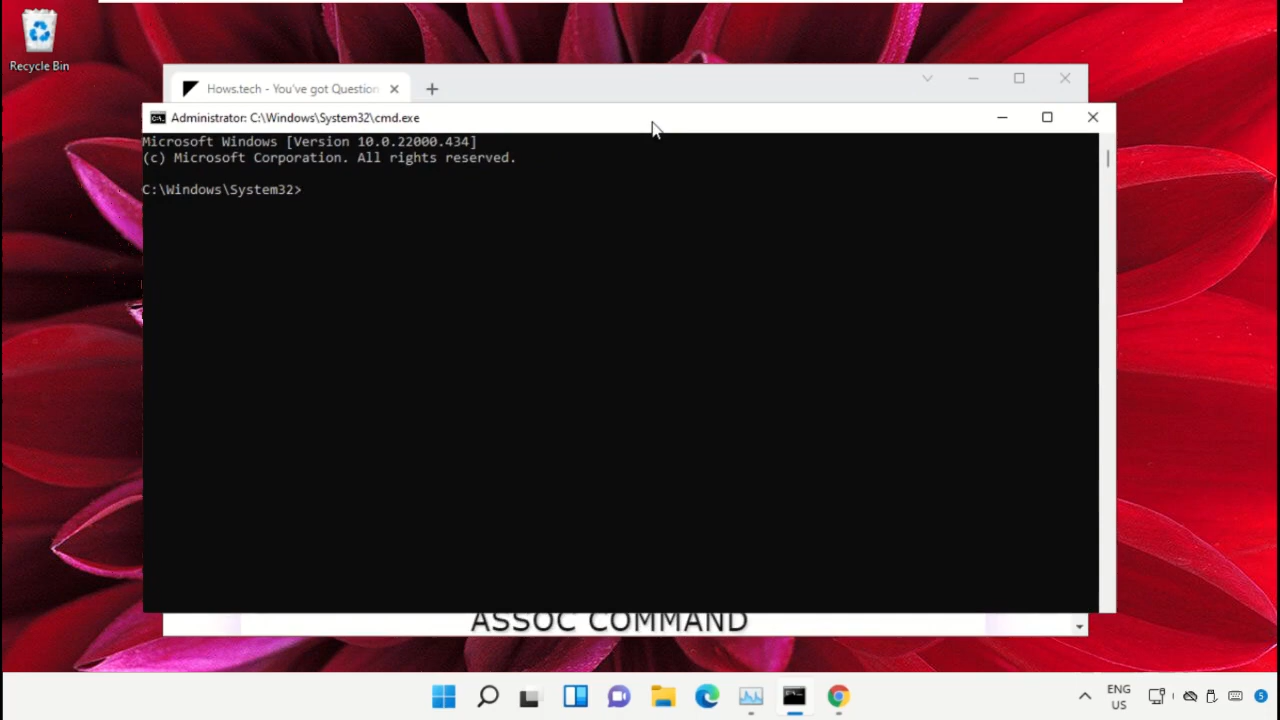 Recycle Bin
Hows.tech - You've got Question
Administrator: C:\Windows\System32\cmd.exe
Microsoft Windows [Version 10.0.22000.434]
(c) Microsoft Corporation. All rights reserved.
C:\Windows\System32>
ASSOC COMMAND
ENG
US
5